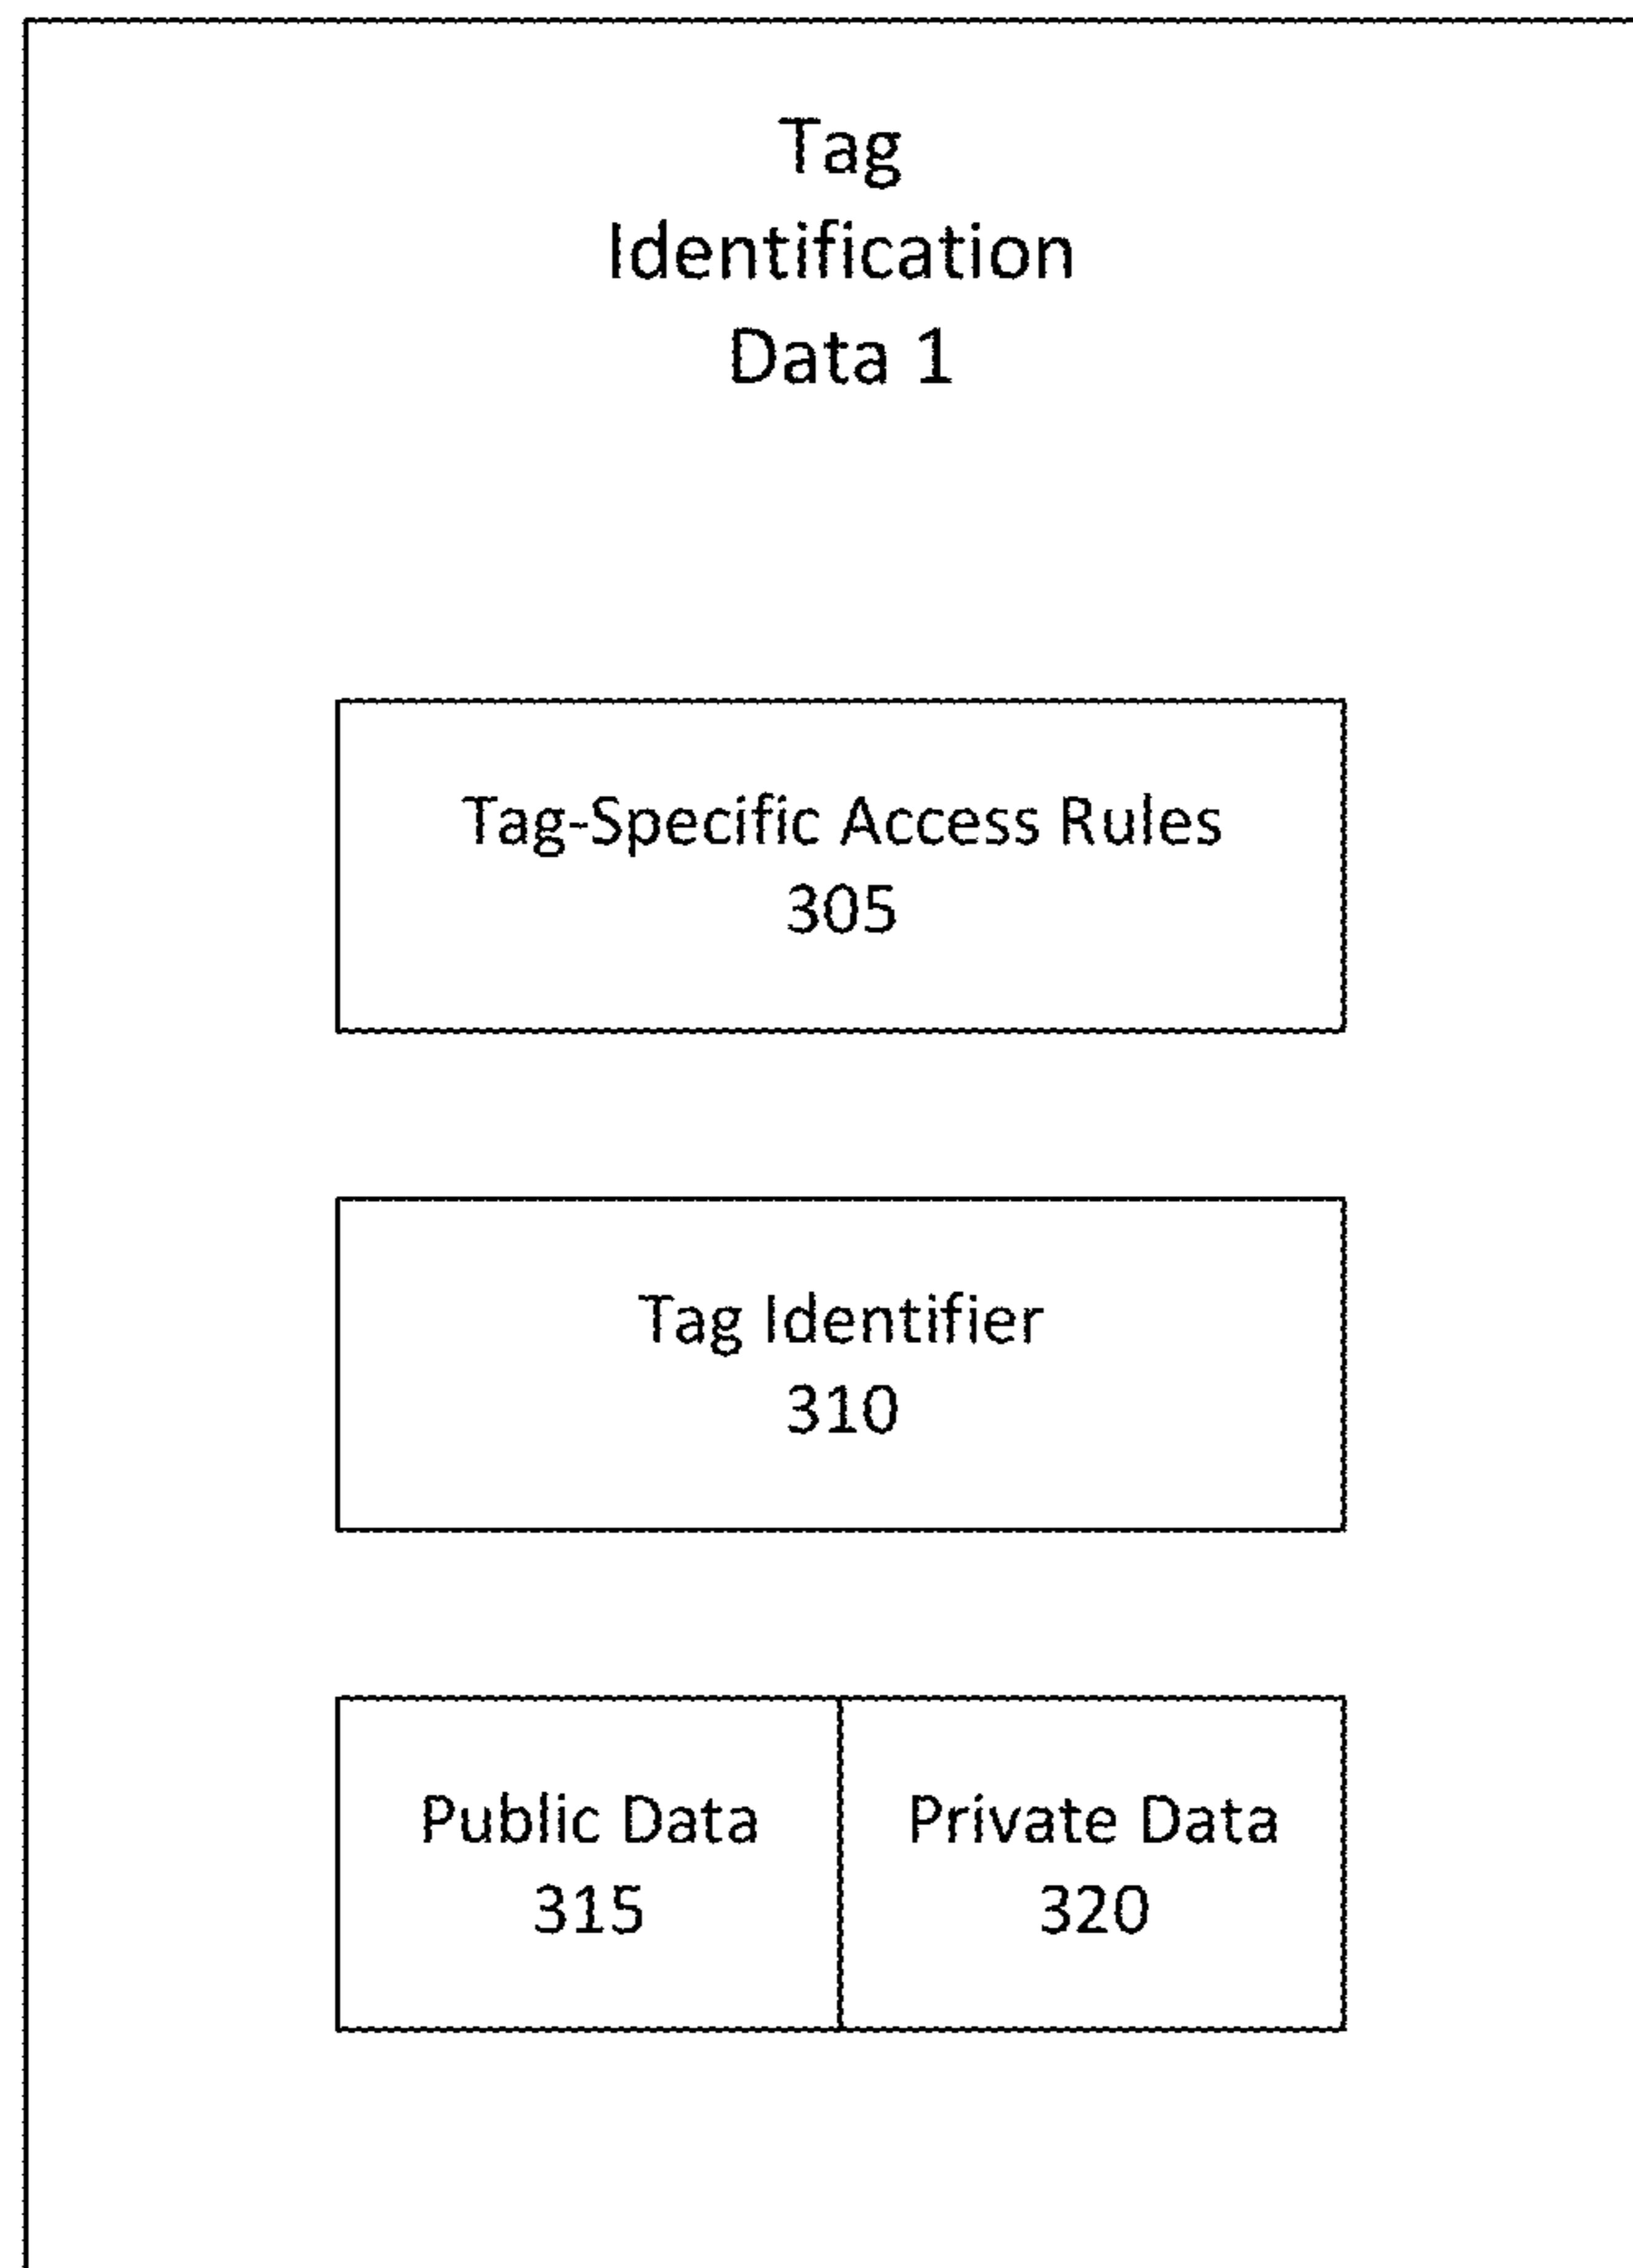 Tag
Identification
Data 1
Tag-Specific Access Rules
305
Tag Identifier
310
Public Data
315
Private Data
320